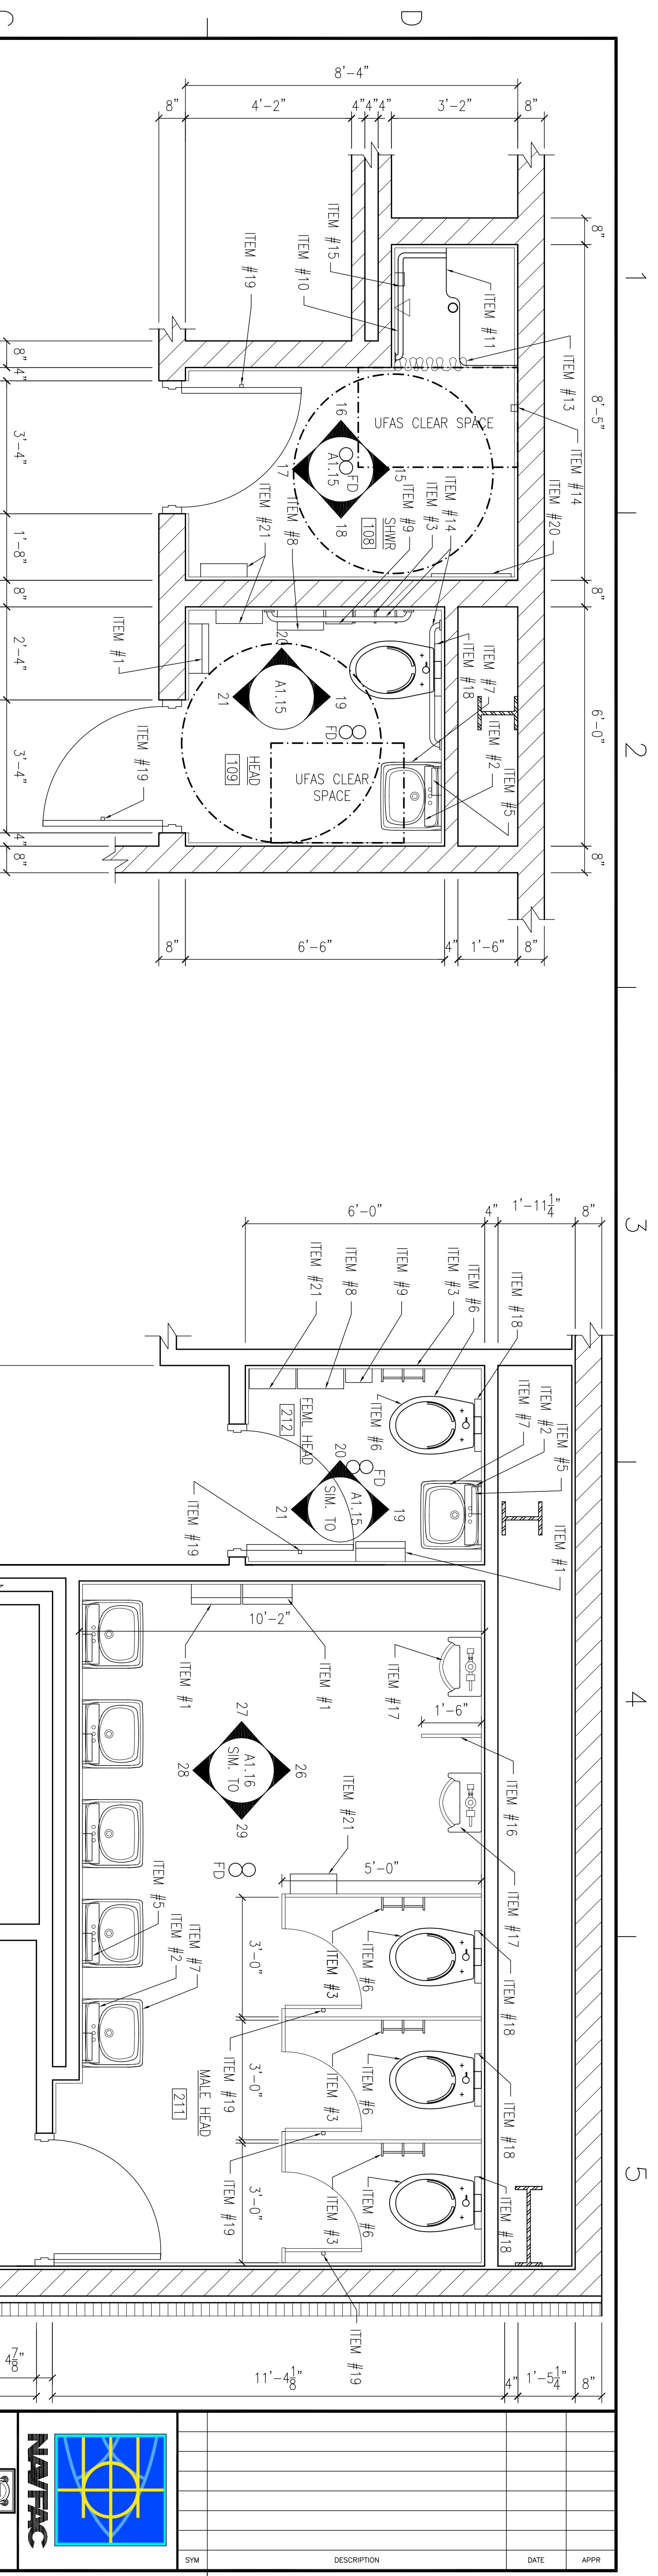 C
D
1
2
3
4
5
8'-4"
8"
4'-2"
4"
4"
4"
3'-2"
8"
8"
8'-5"
8"
6'-0"
8"
ITEM #15
ITEM #10
ITEM #19
ITEM #11
ITEM #13
ITEM #14
ITEM #20
UFAS CLEAR SPACE
16
A1.15
15
17
18
FD
SHWR
108
ITEM #14
ITEM #3
ITEM #9
ITEM #8
ITEM #21
8"
4"
3'-4"
1'-8"
8"
2'-4"
3'-4"
4"
8"
ITEM #1
20
A1.15
19
21
FD
HEAD
109
UFAS CLEAR
SPACE
ITEM #18
ITEM #7
ITEM #2
ITEM #5
ITEM #19
8"
6'-6"
4"
1'-6"
8"
6'-0"
4"
1'-11 1/4"
8"
ITEM #21
ITEM #8
ITEM #9
ITEM #3
ITEM #6
ITEM #18
FEML HEAD
212
ITEM #6
ITEM #7
ITEM #2
ITEM #5
20
FD
A1.15
SIM. TO
19
21
ITEM #19
ITEM #1
10'-2"
ITEM #1
ITEM #1
ITEM #17
1'-6"
ITEM #16
27
A1.16
SIM. TO
26
28
29
ITEM #17
FD
ITEM #21
5'-0"
ITEM #5
ITEM #2
ITEM #7
3'-0"
ITEM #3
ITEM #6
ITEM #18
ITEM #19
3'-0"
ITEM #3
ITEM #6
ITEM #18
MALE HEAD
211
ITEM #19
3'-0"
ITEM #3
ITEM #6
ITEM #18
ITEM #19
4 7/8"
11'-4 1/8"
4"
1'-5 1/4"
8"
NAVFAC
SYM
DESCRIPTION
DATE
APPR